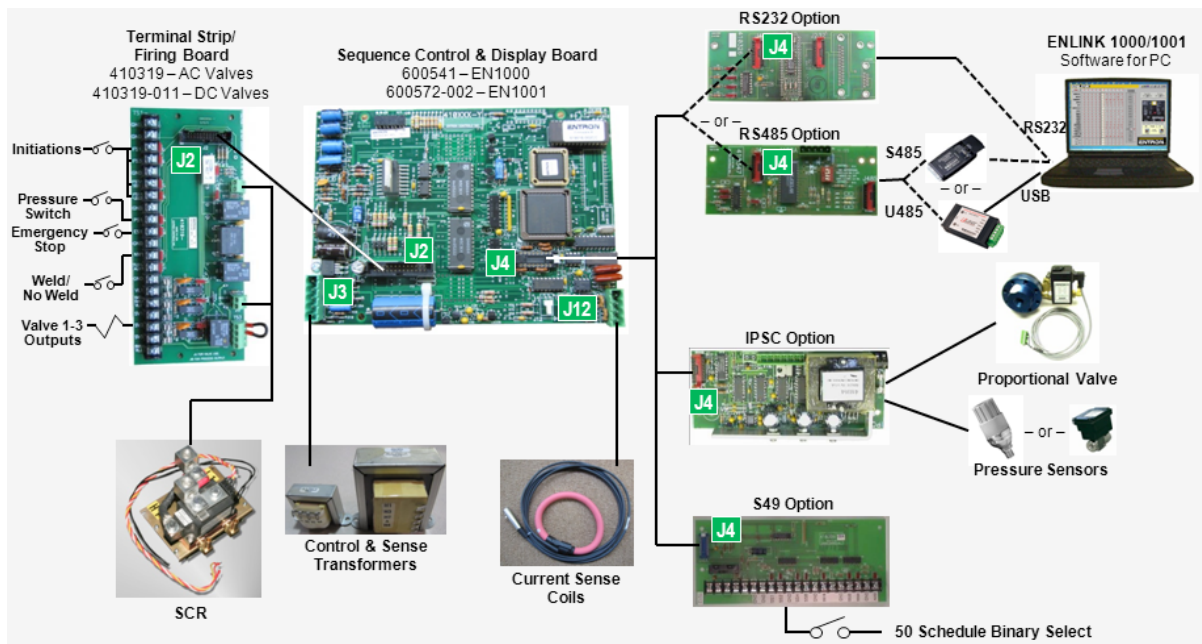 Terminal Strip/
Firing Board
410319 – AC Valves
410319-011 – DC Valves
J2
Initiations
Pressure
Switch
Emergency
Stop
Weld/
No Weld
Valve 1-3
Outputs
SCR
Sequence Control & Display Board
600541 – EN1000
600572-002 – EN1001
ENTRON
J2
J4
J3
J12
Control & Sense
Transformers
Current Sense
Coils
RS232 Option
J4
– or –
RS485 Option
J4
ENLINK 1000/1001
Software for PC
RS232
S485
– or –
U485
USB
IPSC Option
J4
Proportional Valve
– or –
Pressure Sensors
S49 Option
J4
50 Schedule Binary Select